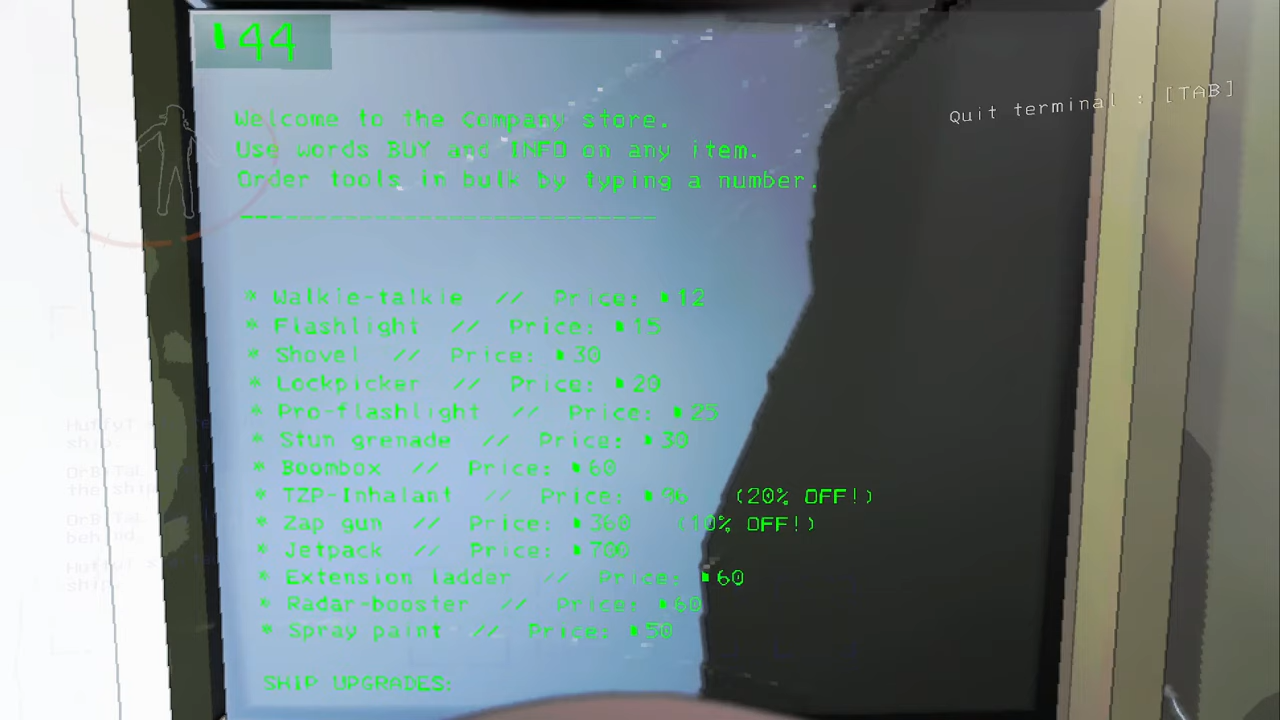 ▮44
Welcome to the Company store.
Use words BUY and INFO on any item.
Order tools in bulk by typing a number.
----------------------------
Quit terminal : [TAB]
* Walkie-talkie // Price: ▮12
* Flashlight // Price: ▮15
* Shovel // Price: ▮30
* Lockpicker // Price: ▮20
* Pro-flashlight // Price: ▮25
* Stun grenade // Price: ▮30
* Boombox // Price: ▮60
* TZP-Inhalant // Price: ▮96 (20% OFF!)
* Zap gun // Price: ▮360 (10% OFF!)
* Jetpack // Price: ▮700
* Extension ladder // Price: ▮60
* Radar-booster // Price: ▮60
* Spray paint // Price: ▮50
SHIP UPGRADES:
ship.
the ship